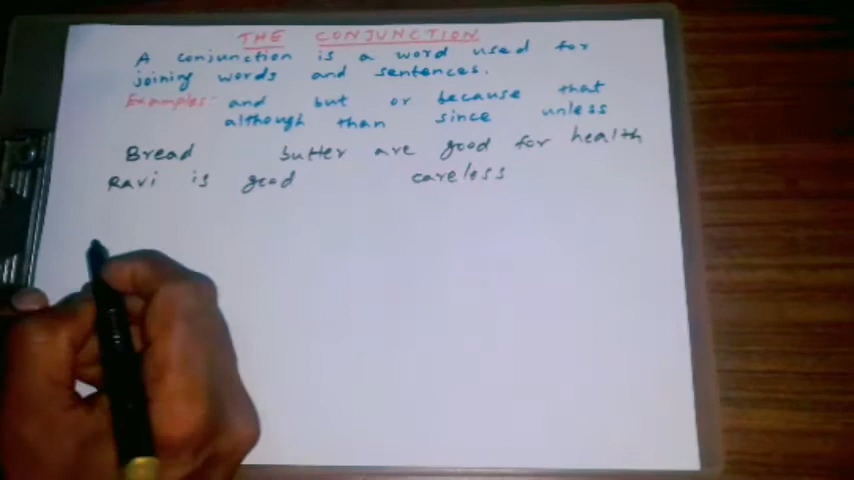 THE CONJUNCTION
A conjunction is a word used for
joining words and sentences.
Examples:- and but or because that
although than since unless
Bread butter are good for health
Ravi is good careless